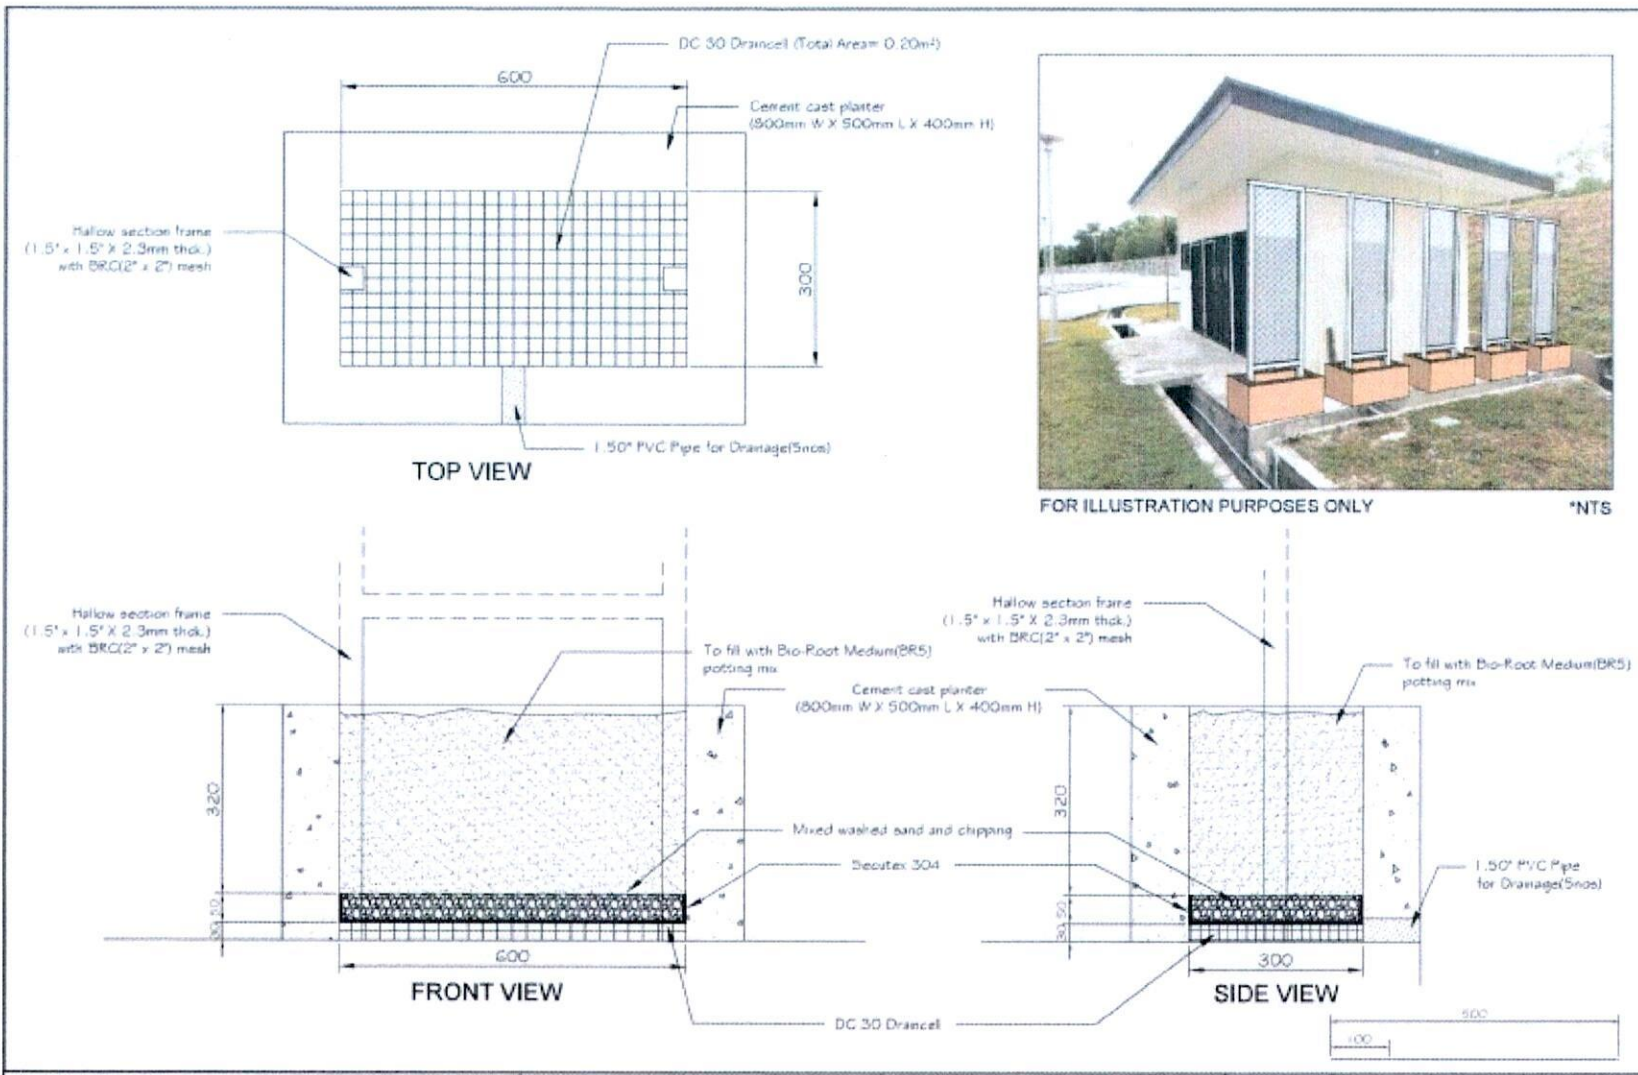 DC 30 Draincell (Total Area= 0.20m²)
600
Cement cast planter
(800mm W X 500mm L X 400mm H)
Hallow section frame
(1.5" x 1.5" X 2.3mm thck.)
with BRC(2" x 2") mesh
300
1.50" PVC Pipe for Drainage(5nos)
TOP VIEW
FOR ILLUSTRATION PURPOSES ONLY
*NTS
Hallow section frame
(1.5" x 1.5" X 2.3mm thck.)
with BRC(2" x 2") mesh
To fill with Bio-Root Medium(BR5)
potting mix
Cement cast planter
(800mm W X 500mm L X 400mm H)
Hallow section frame
(1.5" x 1.5" X 2.3mm thck.)
with BRC(2" x 2") mesh
To fill with Bio-Root Medium(BR5)
potting mix
320
320
Mixed washed sand and chipping
Secutex 304
1.50" PVC Pipe
for Drainage(5nos)
50
30
50
30
600
300
FRONT VIEW
SIDE VIEW
DC 30 Draincell
500
100